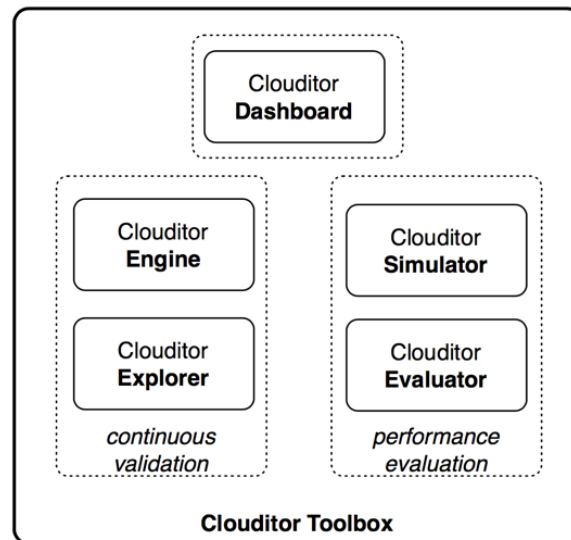 Clouditor
Dashboard
Clouditor
Engine
Clouditor
Explorer
continuous
validation
Clouditor
Simulator
Clouditor
Evaluator
performance
evaluation
Clouditor Toolbox